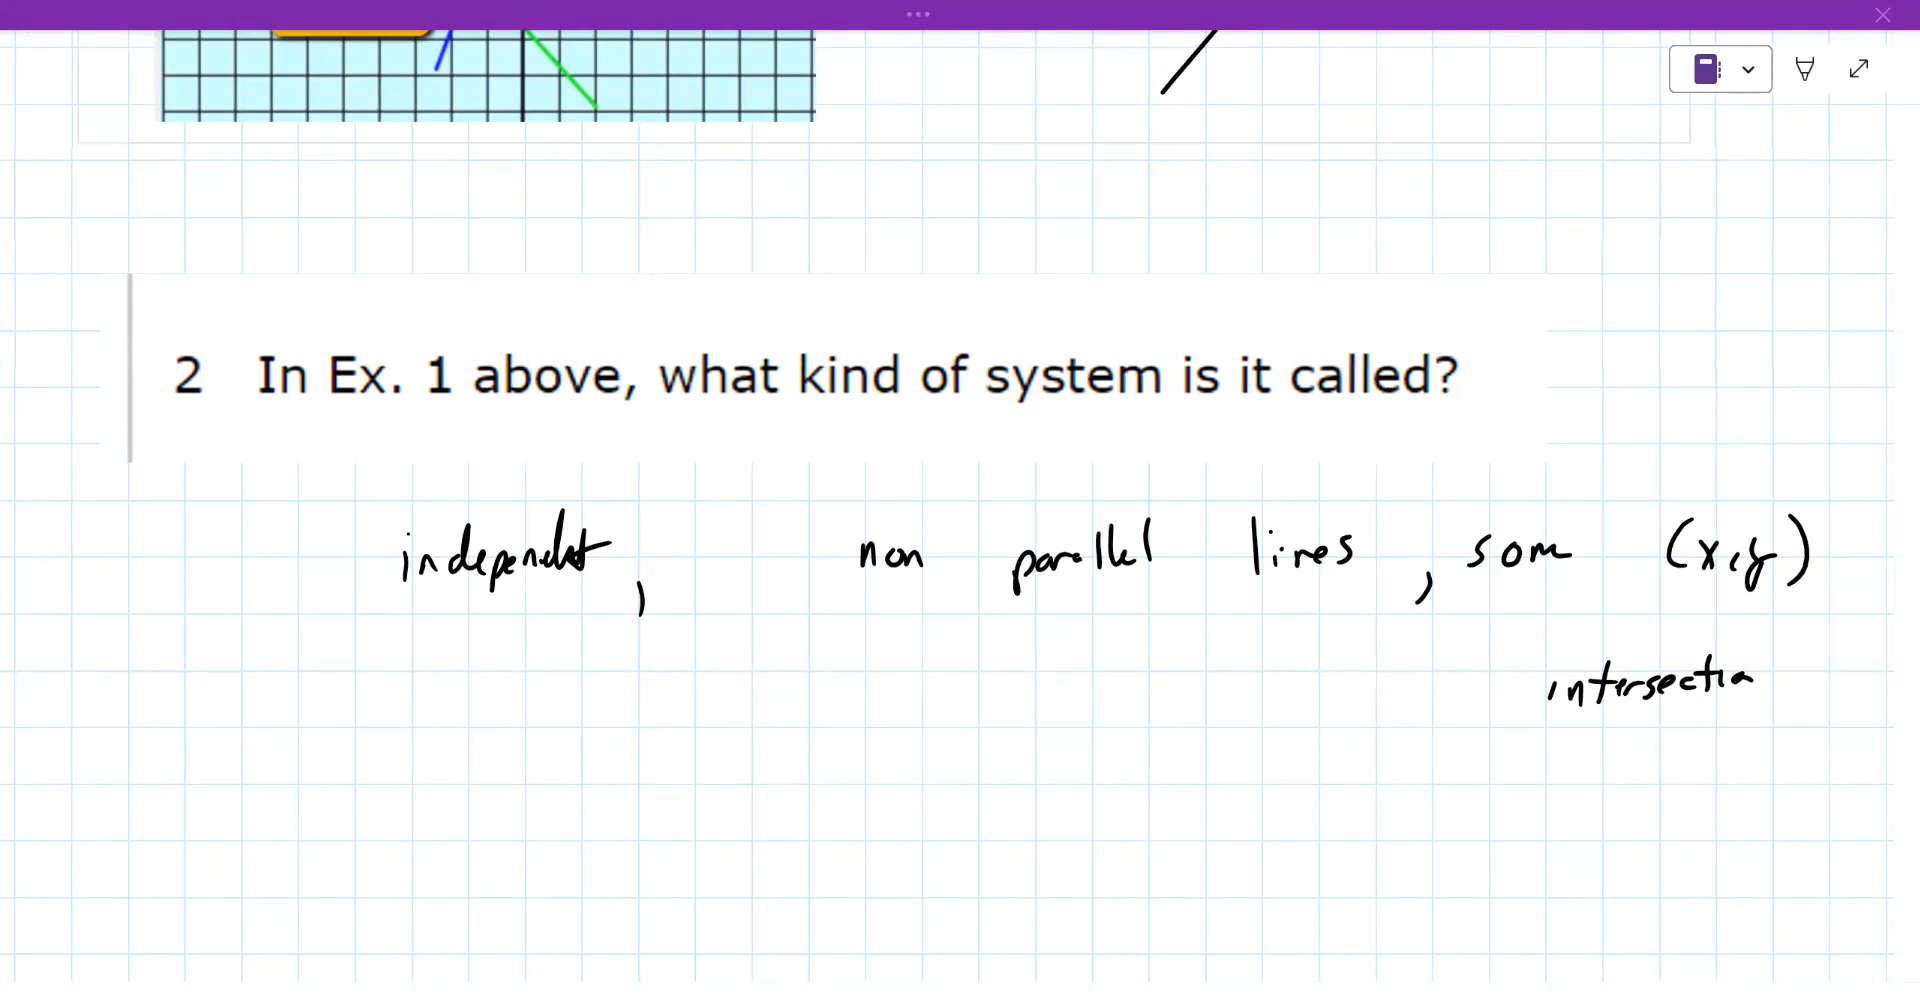 2 In Ex. 1 above, what kind of system is it called?
independent, non parallel lines, som (x,y)
intersection